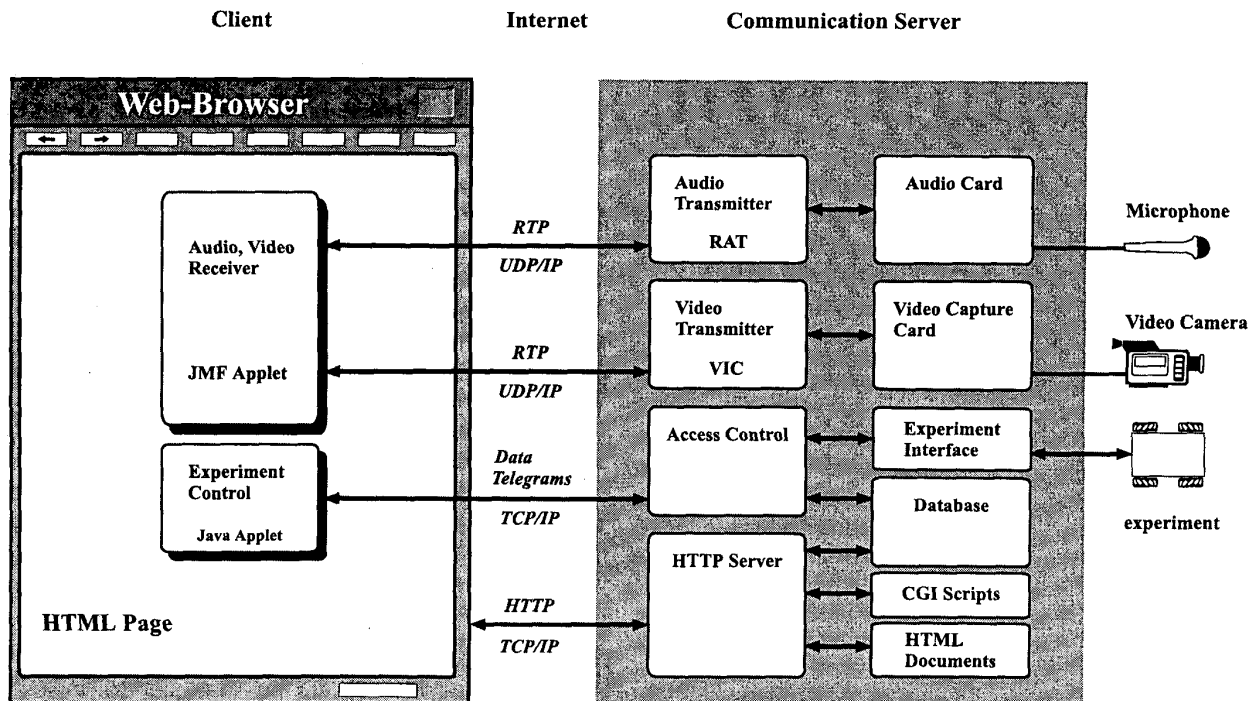 Client
Internet
Communication Server
Web-Browser
Audio, Video
Receiver
JMF Applet
Experiment
Control
Java Applet
HTML Page
RTP
UDP/IP
RTP
UDP/IP
Data
Telegrams
TCP/IP
HTTP
TCP/IP
Audio
Transmitter
RAT
Video
Transmitter
VIC
Access Control
HTTP Server
Audio Card
Video Capture
Card
Experiment
Interface
Database
CGI Scripts
HTML
Documents
Microphone
Video Camera
experiment